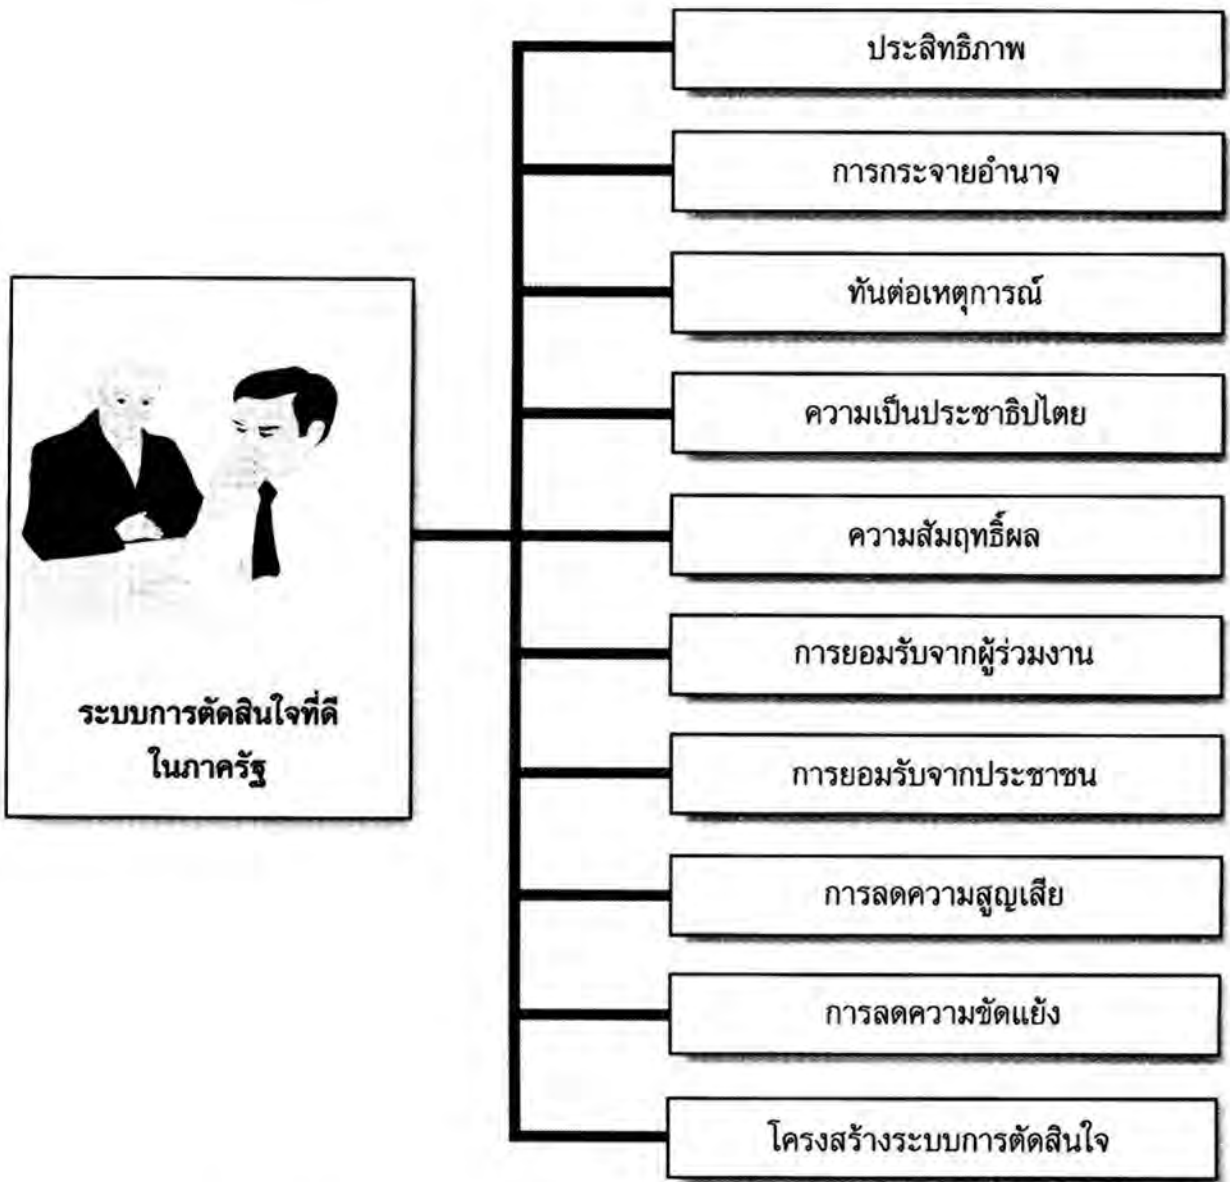 ประสิทธิภาพ
การกระจายอำนาจ
ทันต่อเหตุการณ์
ความเป็นประชาธิปไตย
ความสัมฤทธิ์ผล
การยอมรับจากผู้ร่วมงาน
การยอมรับจากประชาชน
การลดความสูญเสีย
การลดความขัดแย้ง
โครงสร้างระบบการตัดสินใจ
ระบบการตัดสินใจที่ดี
ในภาครัฐ